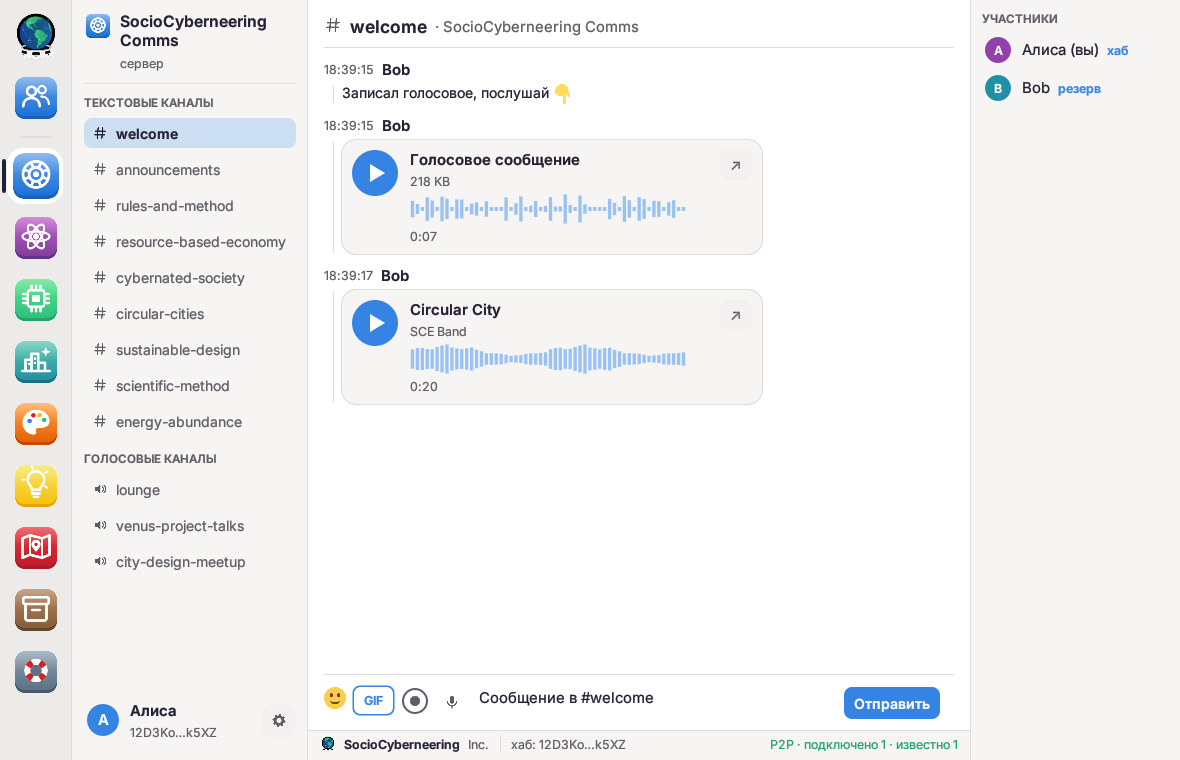 SocioCyberneering
Comms
сервер
ТЕКСТОВЫЕ КАНАЛЫ
# welcome
# announcements
# rules-and-method
# resource-based-economy
# cybernated-society
# circular-cities
# sustainable-design
# scientific-method
# energy-abundance
ГОЛОСОВЫЕ КАНАЛЫ
lounge
venus-project-talks
city-design-meetup
А Алиса
12D3Ko...k5XZ
# welcome · SocioCyberneering Comms
18:39:15 Bob
Записал голосовое, послушай 👇
18:39:15 Bob
Голосовое сообщение
218 KB
0:07
18:39:17 Bob
Circular City
SCE Band
0:20
GIF Сообщение в #welcome Отправить
SocioCyberneering Inc. хаб: 12D3Ko...k5XZ P2P · подключено 1 · известно 1
УЧАСТНИКИ
А Алиса (вы) хаб
B Bob резерв